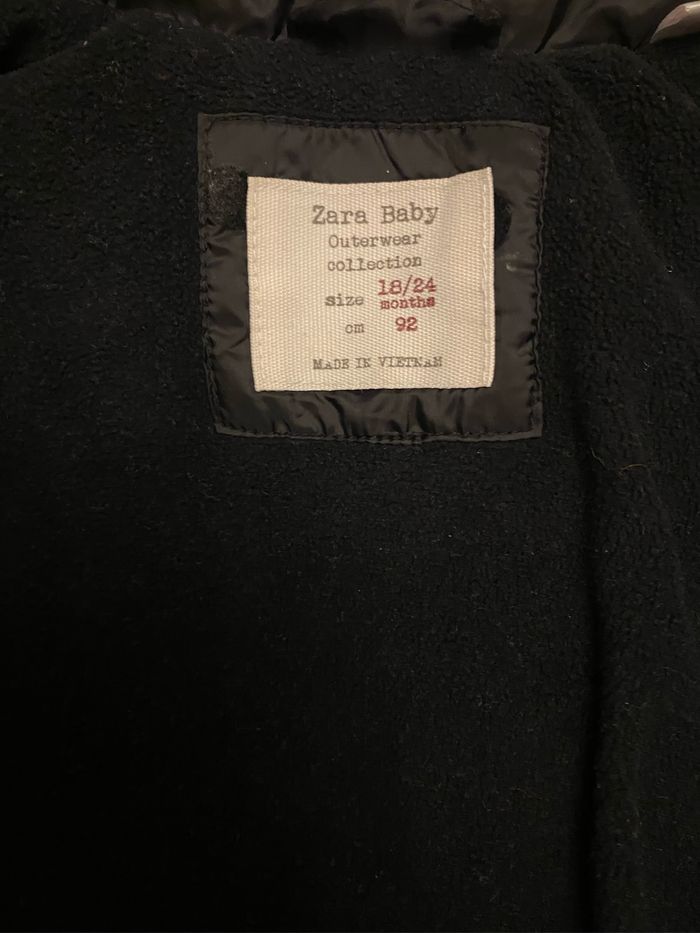 Zara Baby
Outerwear
collection
size 18/24 months
cm 92
MADE IN VIETNAM